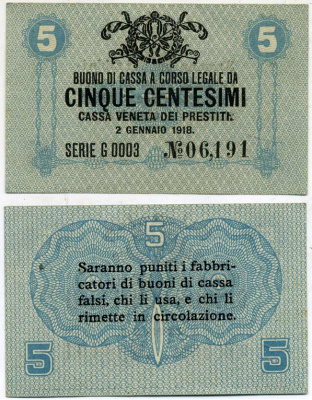 5 5
BUONO DI CASSA A CORSO LEGALE DA
CINQUE CENTESIMI
CASSA VENETA DEI PRESTITI.
2 GENNAIO 1918.
SERIE G 0003 No 06,191
5
Saranno puniti i fabbri-
catori di buoni di cassa
falsi, chi li usa, e chi li
rimette in circolazione.
5 5